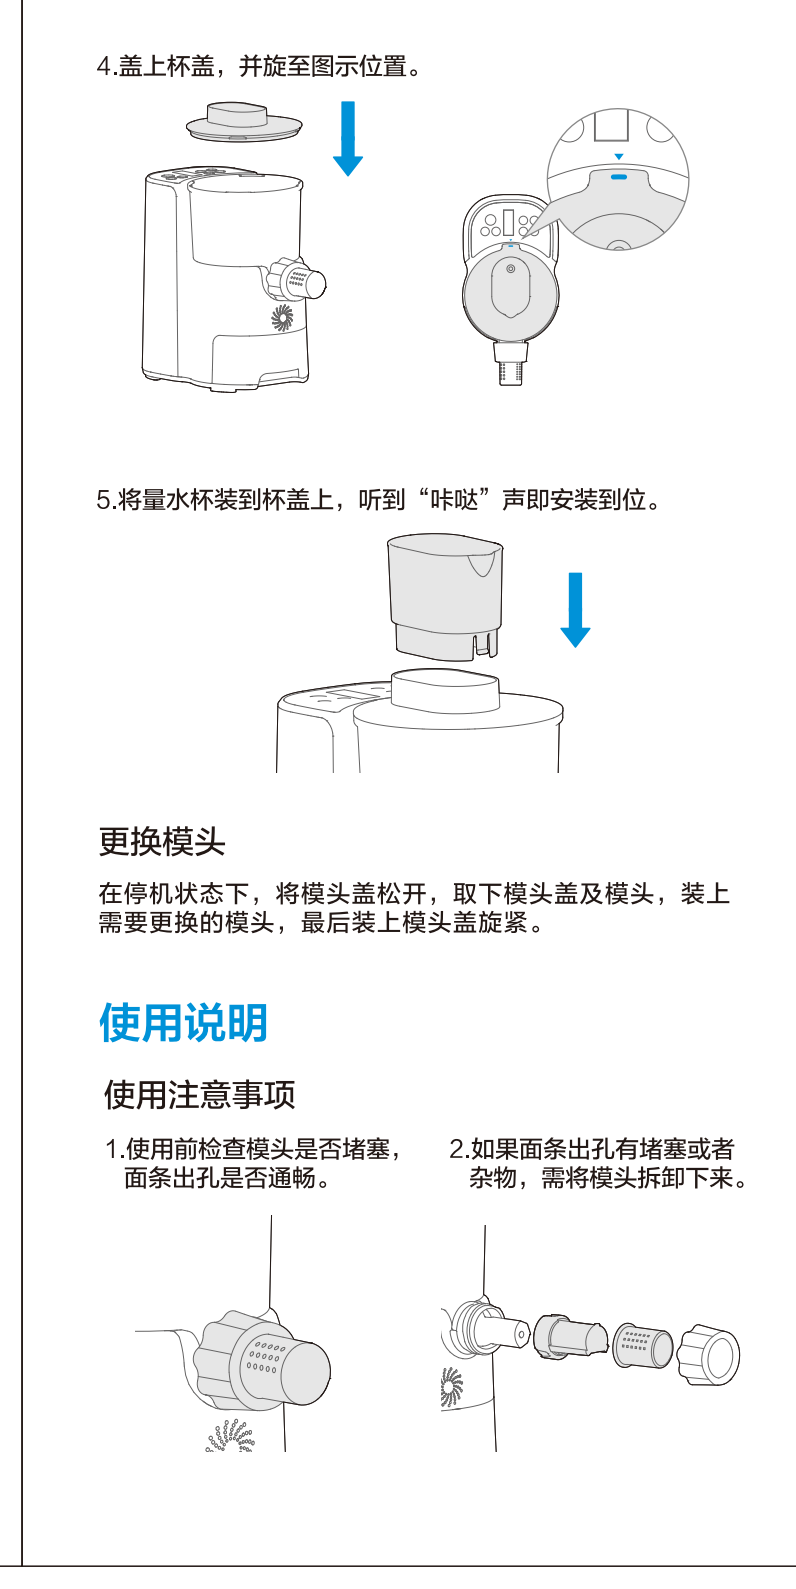 4.盖上杯盖，并旋至图示位置。
5.将量水杯装到杯盖上，听到“咔哒”声即安装到位。
更换模头
在停机状态下，将模头盖松开，取下模头盖及模头，装上
需要更换的模头，最后装上模头盖旋紧。
使用说明
使用注意事项
1.使用前检查模头是否堵塞，
面条出孔是否通畅。
2.如果面条出孔有堵塞或者
杂物，需将模头拆卸下来。